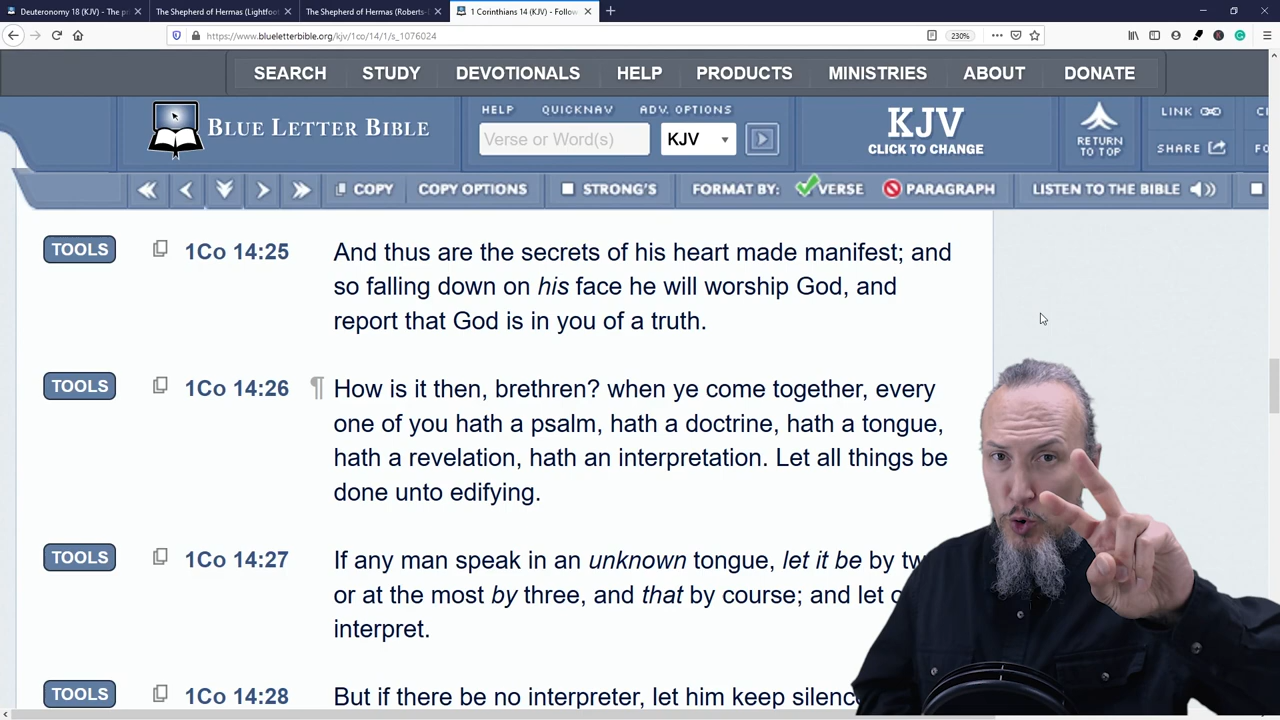 Deuteronomy 18 (KJV) - The p
The Shepherd of Hermas (Lightfoot
The Shepherd of Hermas (Roberts-
1 Corinthians 14 (KJV) - Follow
https://www.blueletterbible.org/kjv/1co/14/1/s_1076024
230%
SEARCH STUDY DEVOTIONALS HELP PRODUCTS MINISTRIES ABOUT DONATE
BLUE LETTER BIBLE
HELP QUICKNAV ADV. OPTIONS
Verse or Word(s)
KJV
KJV
CLICK TO CHANGE
RETURN
TO TOP
LINK
SHARE
COPY COPY OPTIONS STRONG'S FORMAT BY: VERSE PARAGRAPH LISTEN TO THE BIBLE
TOOLS 1Co 14:25 And thus are the secrets of his heart made manifest; and
so falling down on his face he will worship God, and
report that God is in you of a truth.
TOOLS 1Co 14:26 ¶ How is it then, brethren? when ye come together, every
one of you hath a psalm, hath a doctrine, hath a tongue,
hath a revelation, hath an interpretation. Let all things be
done unto edifying.
TOOLS 1Co 14:27 If any man speak in an unknown tongue, let it be by tw
or at the most by three, and that by course; and let o
interpret.
TOOLS 1Co 14:28 But if there be no interpreter, let him keep silenc